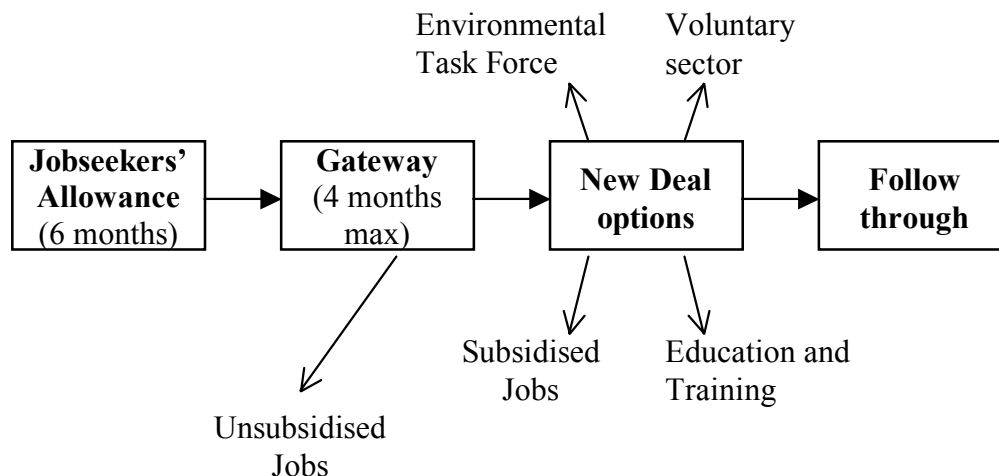 Environmental
Task Force
Voluntary
sector
Jobseekers’
Allowance
(6 months)
Gateway
(4 months
max)
New Deal
options
Follow
through
Subsidised
Jobs
Education and
Training
Unsubsidised
Jobs